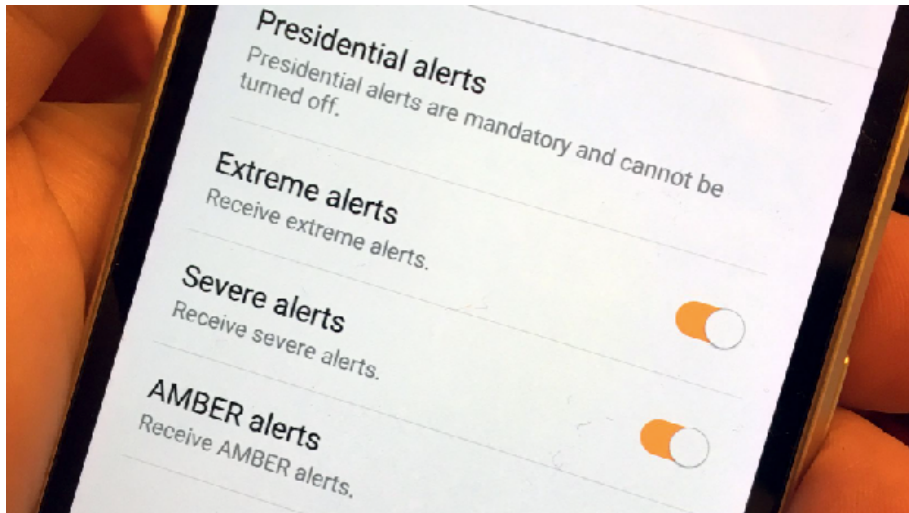 Presidential alerts
Presidential alerts are mandatory and cannot be
turned off.
Extreme alerts
Receive extreme alerts.
Severe alerts
Receive severe alerts.
AMBER alerts
Receive AMBER alerts.